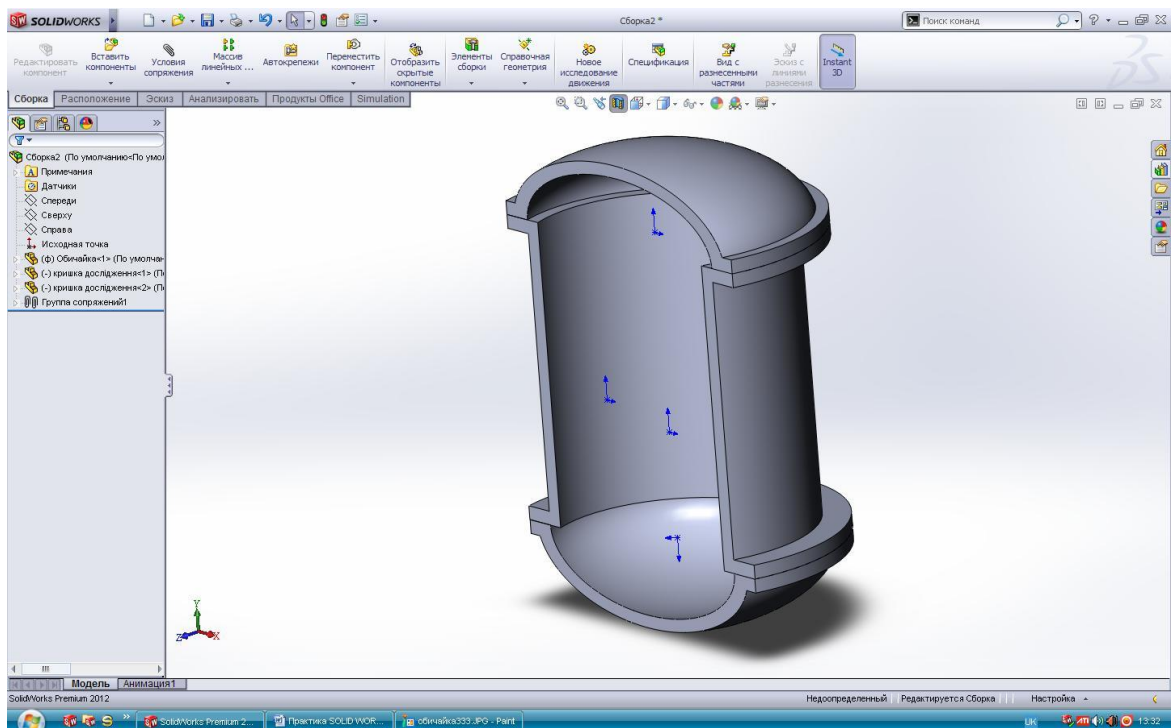 SOLIDWORKS
Сборка2 *
Поиск команд
Редактировать компонент
Вставить компоненты
Условия сопряжения
Массив линейных ...
Автокрепежи
Переместить компонент
Отобразить скрытые компоненты
Элементы сборки
Справочная геометрия
Новое исследование движения
Спецификация
Вид с разнесенными частями
Эскиз с линиями разнесения
Instant 3D
Сборка
Расположение
Эскиз
Анализировать
Продукты Office
Simulation
Сборка2 (По умолчанию<По умол
Примечания
Датчики
Спереди
Сверху
Справа
Исходная точка
(ф) Обичайка<1> (По умолчан
(-) кришка дослідження<1> (По
(-) кришка дослідження<2> (По
Группа сопряжений1
Y
Z
X
Модель
Анимация1
SolidWorks Premium 2012
Недоопределенный
Редактируется Сборка
Настройка
SolidWorks Premium 2...
Практика SOLID WOR...
обичайка333.JPG - Paint
UK
13:32